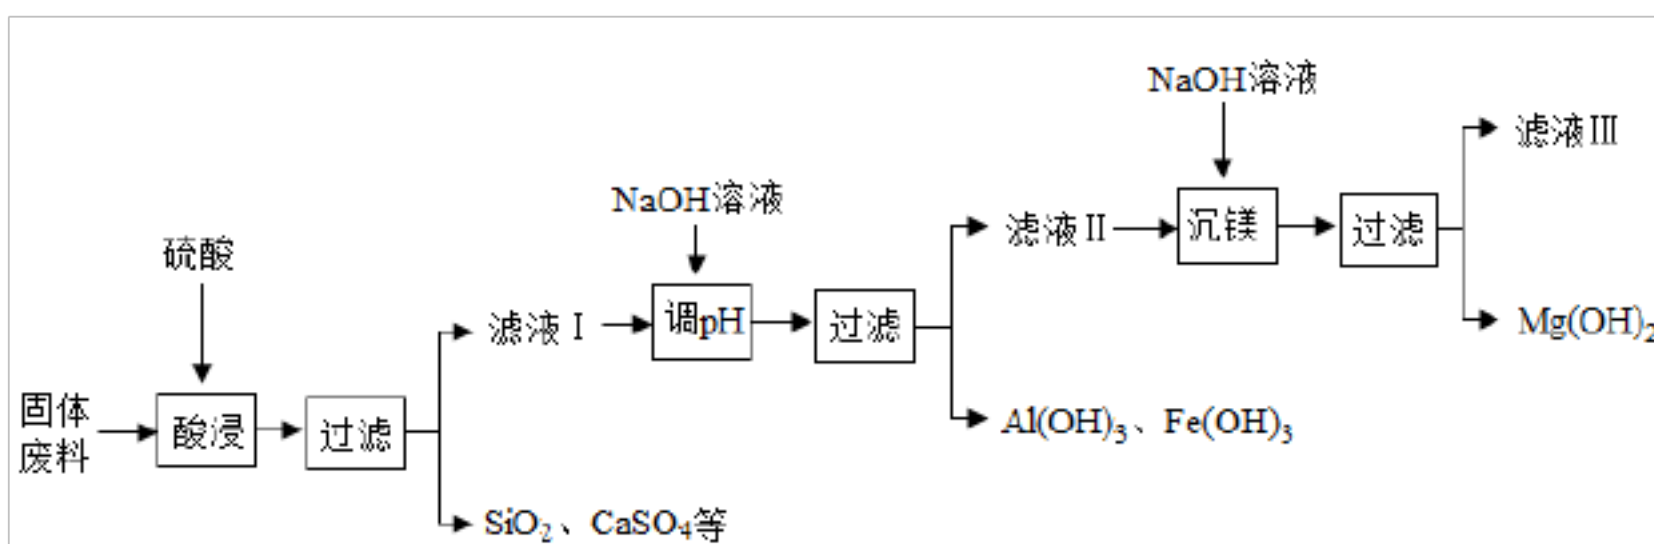 NaOH溶液
滤液III
NaOH溶液
沉镁
过滤
滤液II
硫酸
Mg(OH)₂
滤液I
调pH
过滤
固体
废料
酸浸
过滤
Al(OH)₃、Fe(OH)₃
SiO₂、CaSO₄等